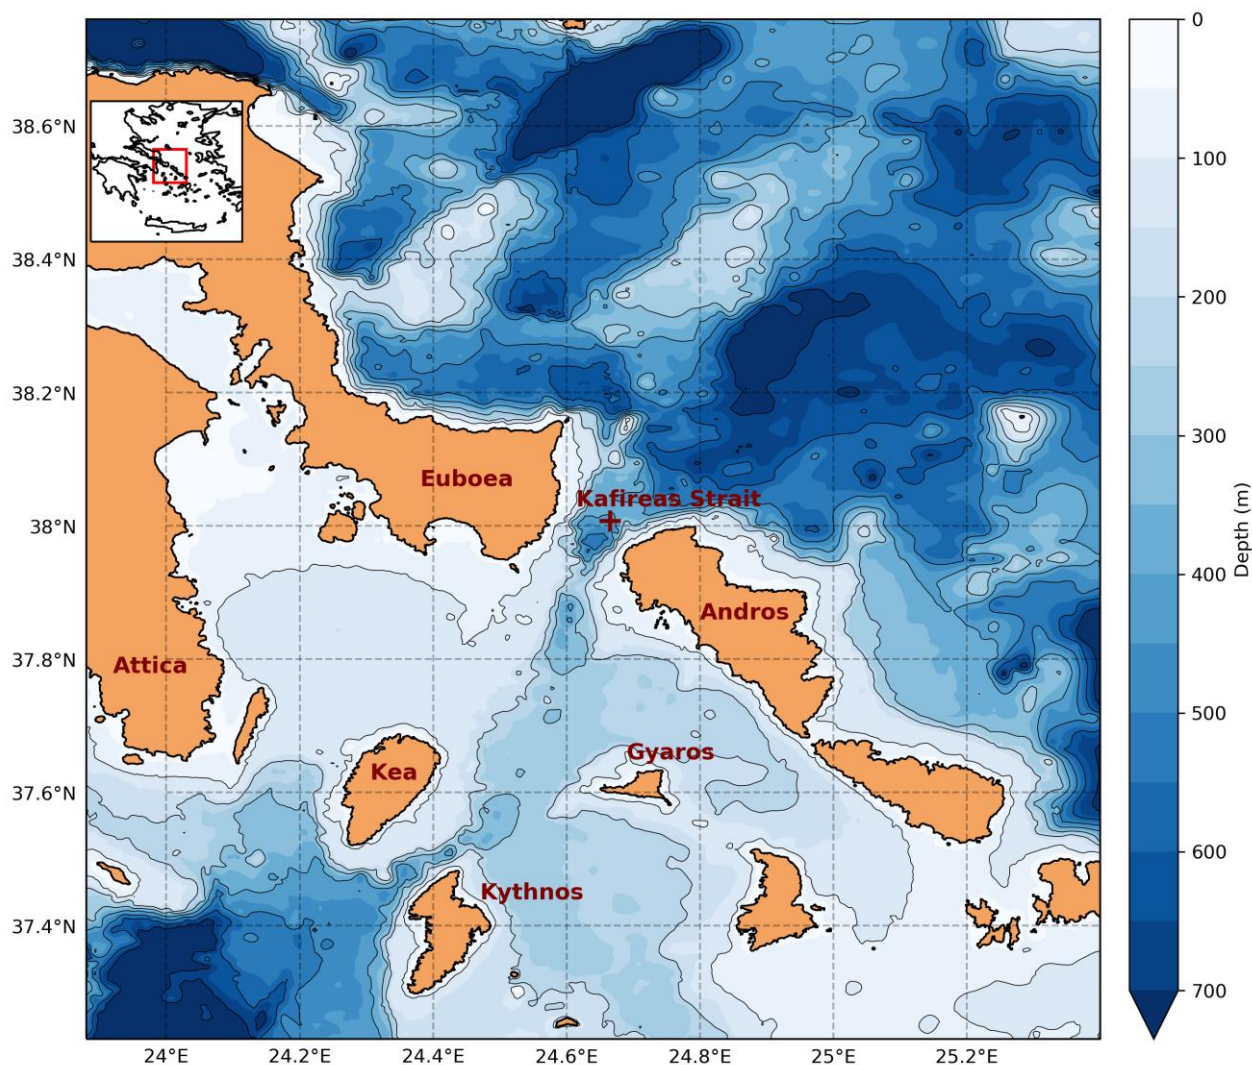 0
38.6°N
100
38.4°N
200
38.2°N
300
Euboea
Kafireas Strait
38°N
400
Depth (m)
Andros
37.8°N
Attica
500
Gyaros
Kea
37.6°N
600
Kythnos
37.4°N
700
24°E 24.2°E 24.4°E 24.6°E 24.8°E 25°E 25.2°E